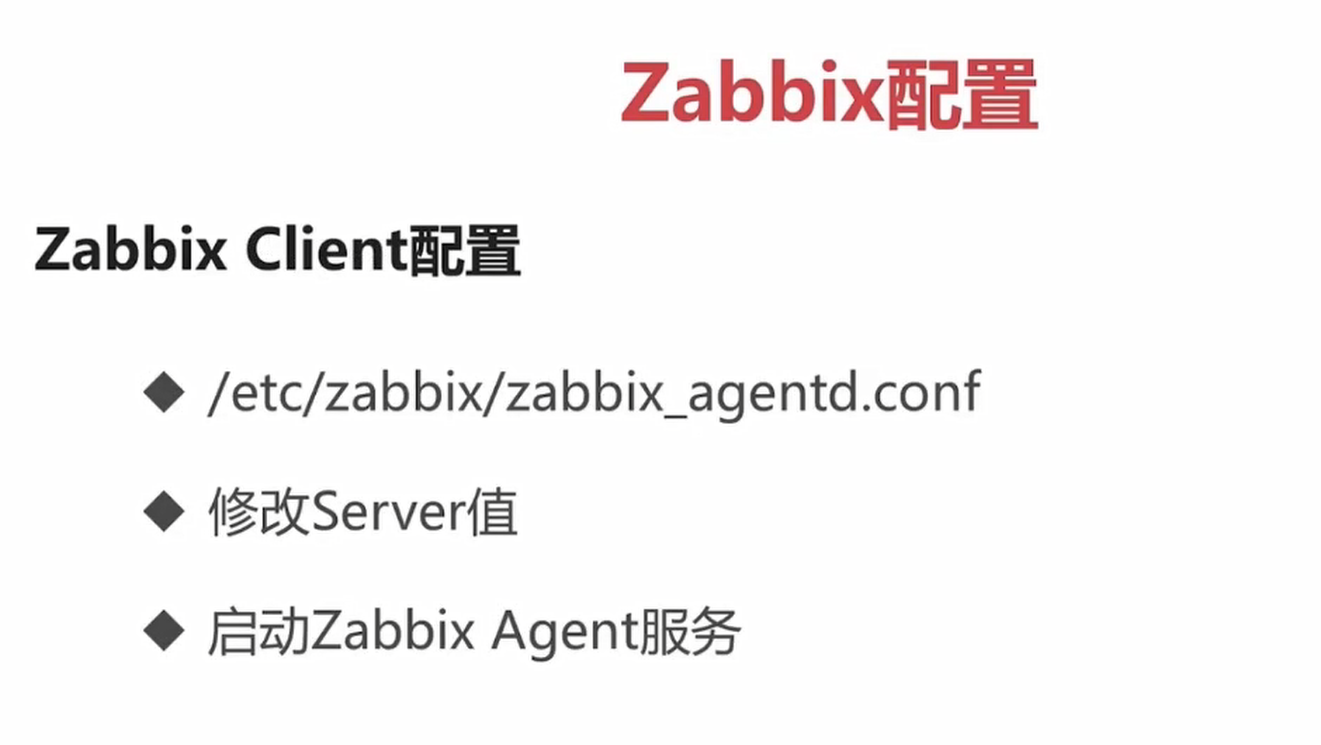 Zabbix配置
Zabbix Client配置
◆ /etc/zabbix/zabbix_agentd.conf
◆ 修改Server值
◆ 启动Zabbix Agent服务